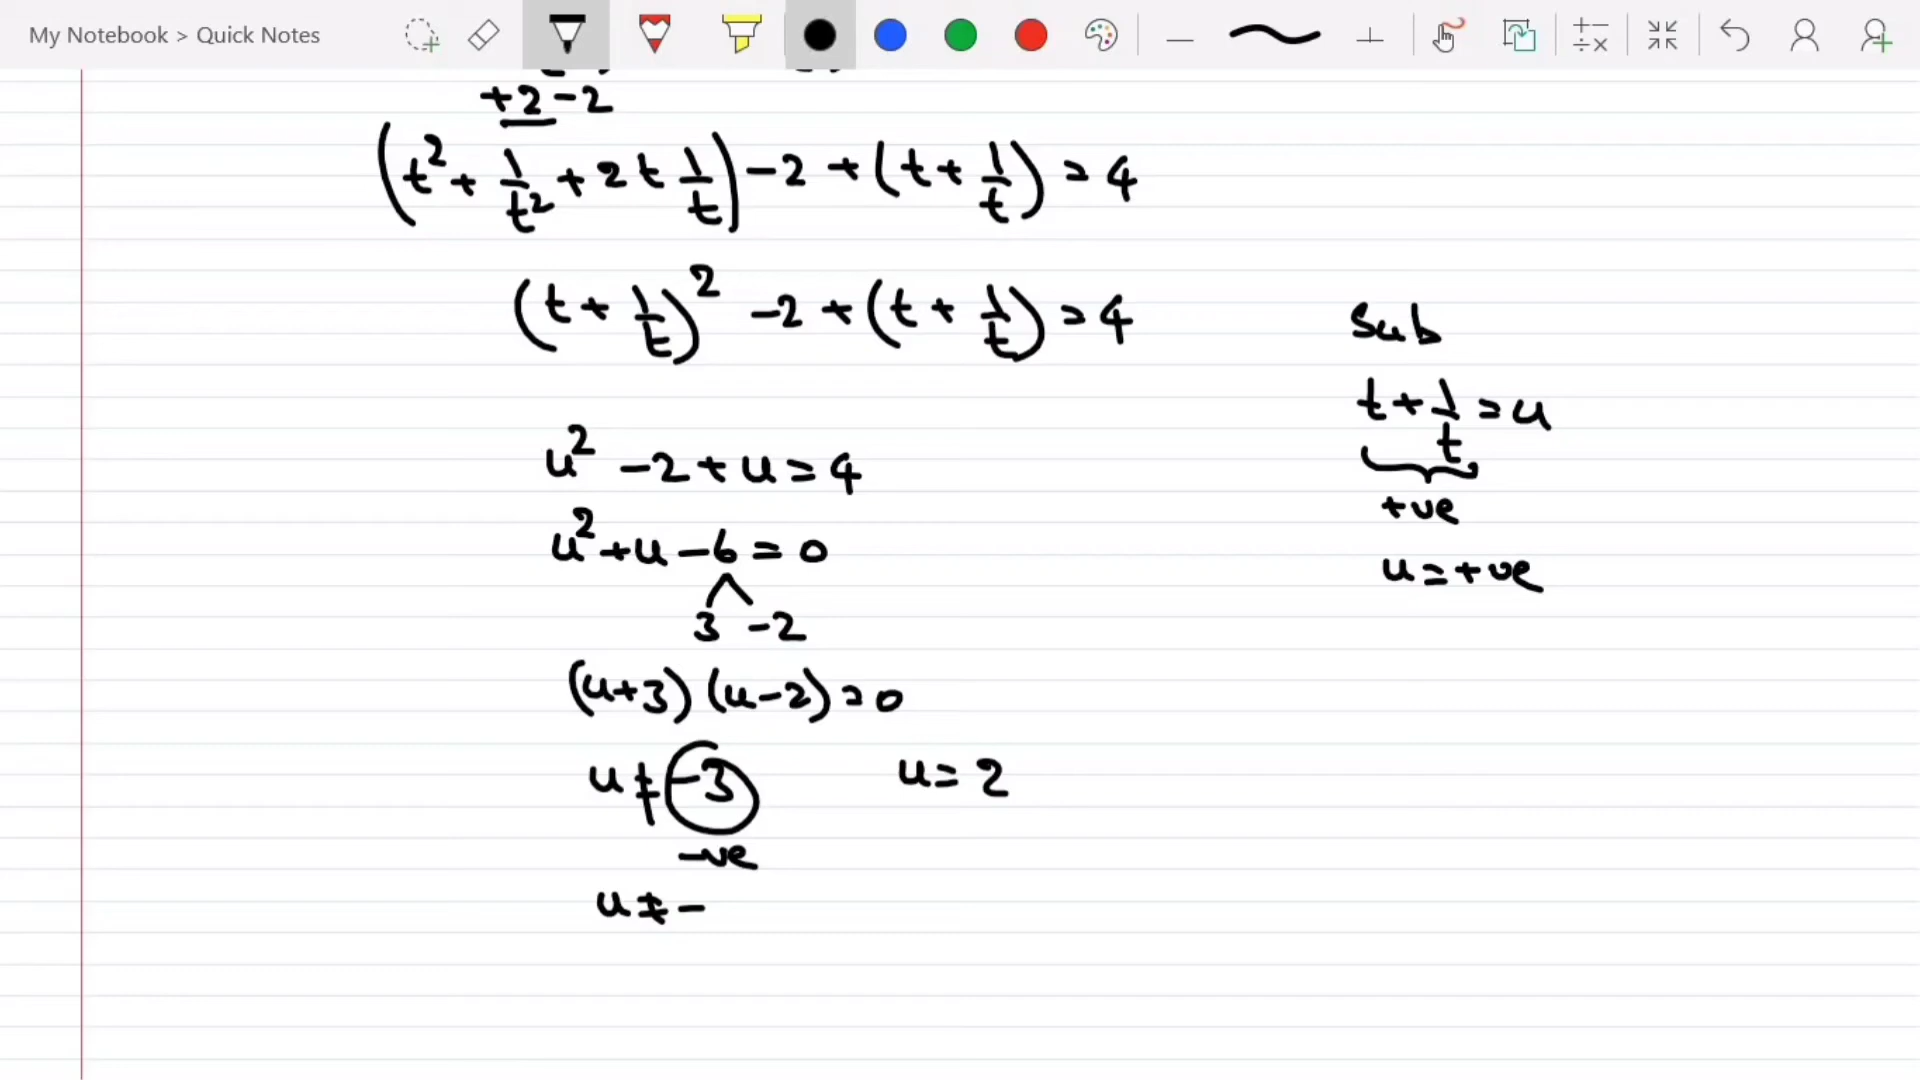 My Notebook > Quick Notes
+2 -2
(t² + 1/t² + 2t 1/t) - 2 + (t + 1/t) = 4
(t + 1/t)² - 2 + (t + 1/t) = 4
Sub
t + 1/t = u
+ve
u = +ve
u² - 2 + u = 4
u² + u - 6 = 0
3 -2
(u+3) (u-2) = 0
u ≠ -3 u = 2
-ve
u ≠ -